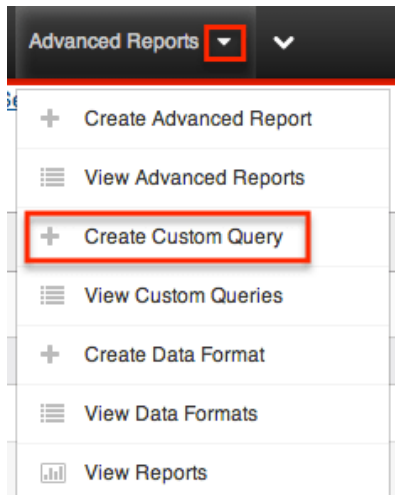 Advanced Reports
Se
Create Advanced Report
View Advanced Reports
Create Custom Query
View Custom Queries
Create Data Format
View Data Formats
View Reports